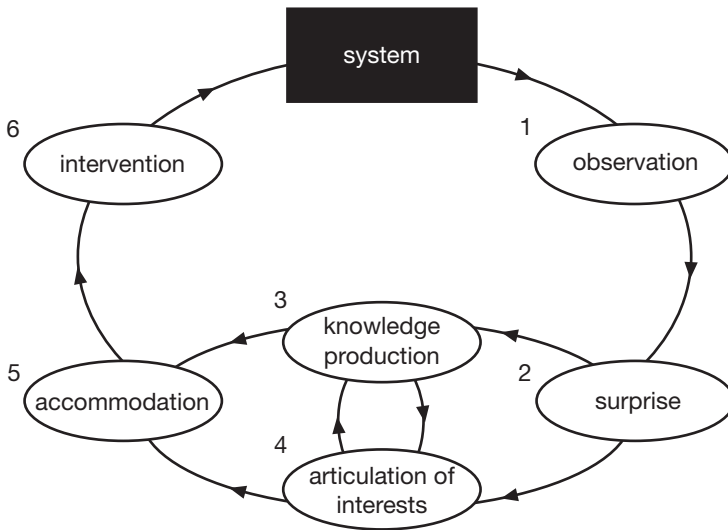 system
6
1
intervention
observation
3
knowledge
production
5
2
accommodation
surprise
4
articulation of
interests